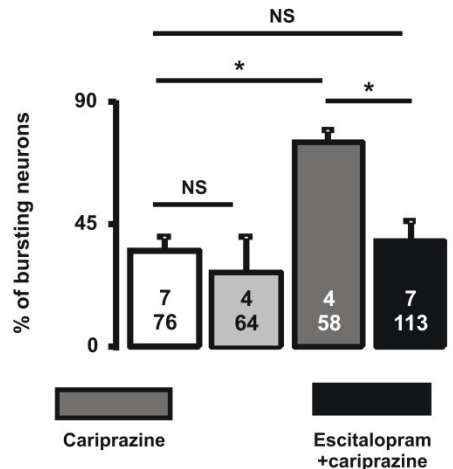 NS
*
*
90
NS
45
0
% of bursting neurons
7
76
4
64
4
58
7
113
Cariprazine
Escitalopram
+cariprazine